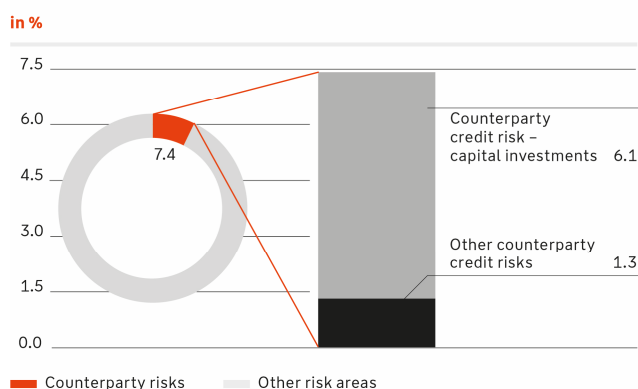 in %
7.5
6.0
4.5
3.0
1.5
0.0
7.4
Counterparty
credit risk –
capital investments 6.1
Other counterparty
credit risks 1.3
Counterparty risks
Other risk areas